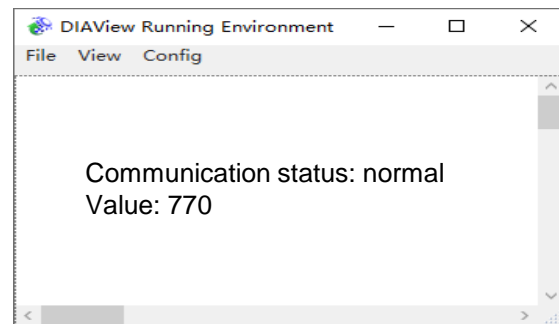 DIAView Running Environment
File View Config
Communication status: normal
Value: 770